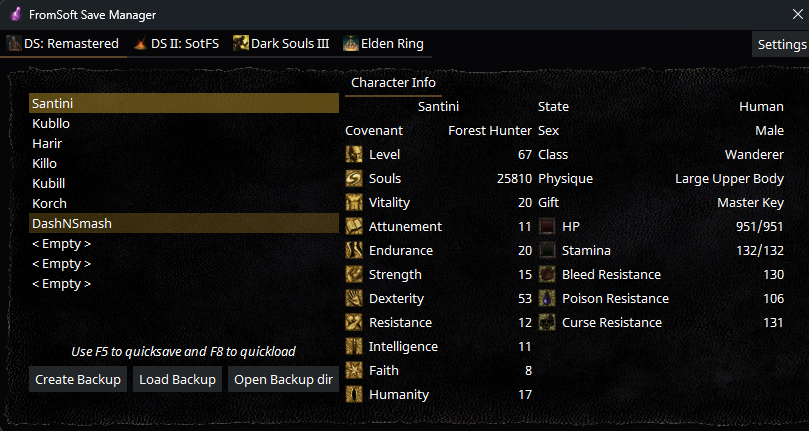 FromSoft Save Manager
DS: Remastered DS II: SotFS Dark Souls III Elden Ring Settings
Character Info
Santini
Kubllo
Harir
Killo
Kubill
Korch
DashNSmash
< Empty >
< Empty >
< Empty >
Use F5 to quicksave and F8 to quickload
Create Backup Load Backup Open Backup dir
Santini State Human
Covenant Forest Hunter Sex Male
Level 67 Class Wanderer
Souls 25810 Physique Large Upper Body
Vitality 20 Gift Master Key
Attunement 11 HP 951/951
Endurance 20 Stamina 132/132
Strength 15 Bleed Resistance 130
Dexterity 53 Poison Resistance 106
Resistance 12 Curse Resistance 131
Intelligence 11
Faith 8
Humanity 17